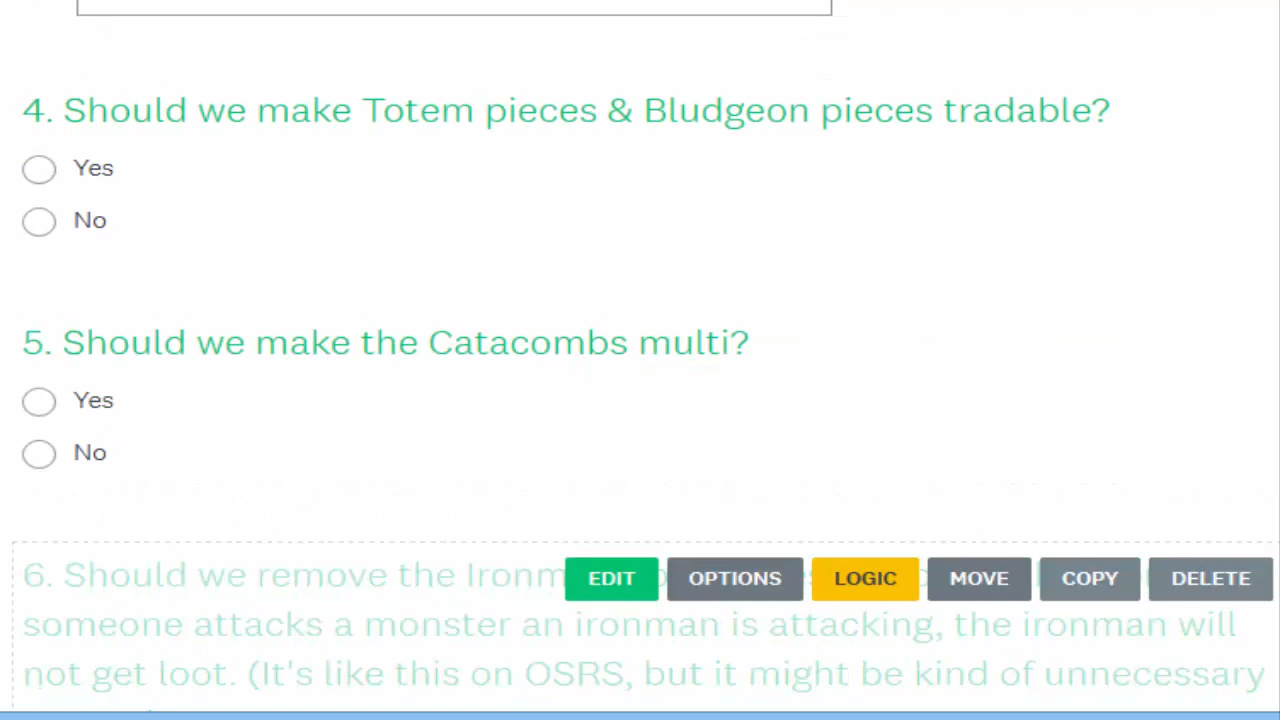 4. Should we make Totem pieces & Bludgeon pieces tradable?
Yes
No
5. Should we make the Catacombs multi?
Yes
No
6. Should we remove the
EDIT OPTIONS LOGIC MOVE COPY DELETE
someone attacks a monster an ironman is attacking, the ironman will
not get loot. (It's like this on OSRS, but it might be kind of unnecessary